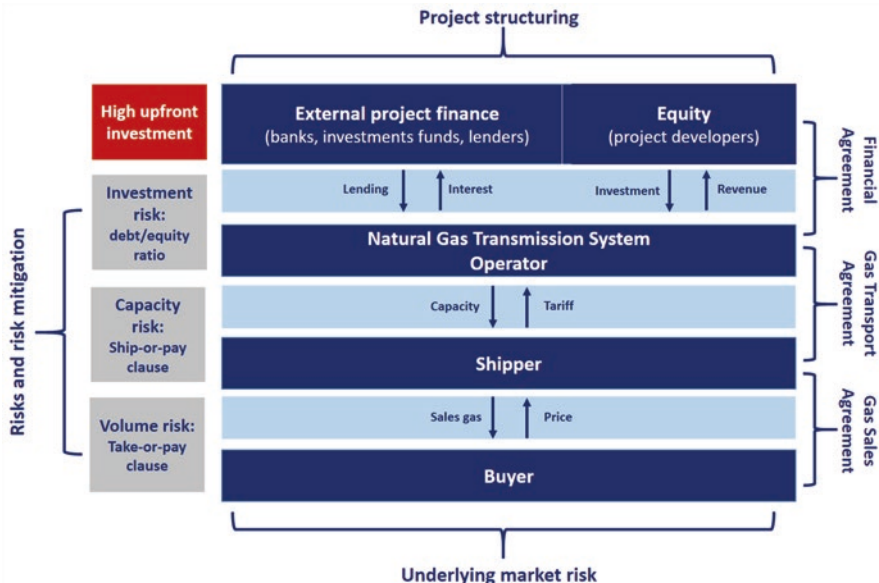 Project structuring
High upfront
investment
External project finance
(banks, investments funds, lenders)
Equity
(project developers)
Financial
Agreement
Investment
risk:
debt/equity
ratio
Lending
Interest
Investment
Revenue
Natural Gas Transmission System
Operator
Gas Transport
Agreement
Risks and risk mitigation
Capacity
risk:
Ship-or-pay
clause
Capacity
Tariff
Shipper
Volume risk:
Take-or-pay
clause
Sales gas
Price
Gas Sales
Agreement
Buyer
Underlying market risk